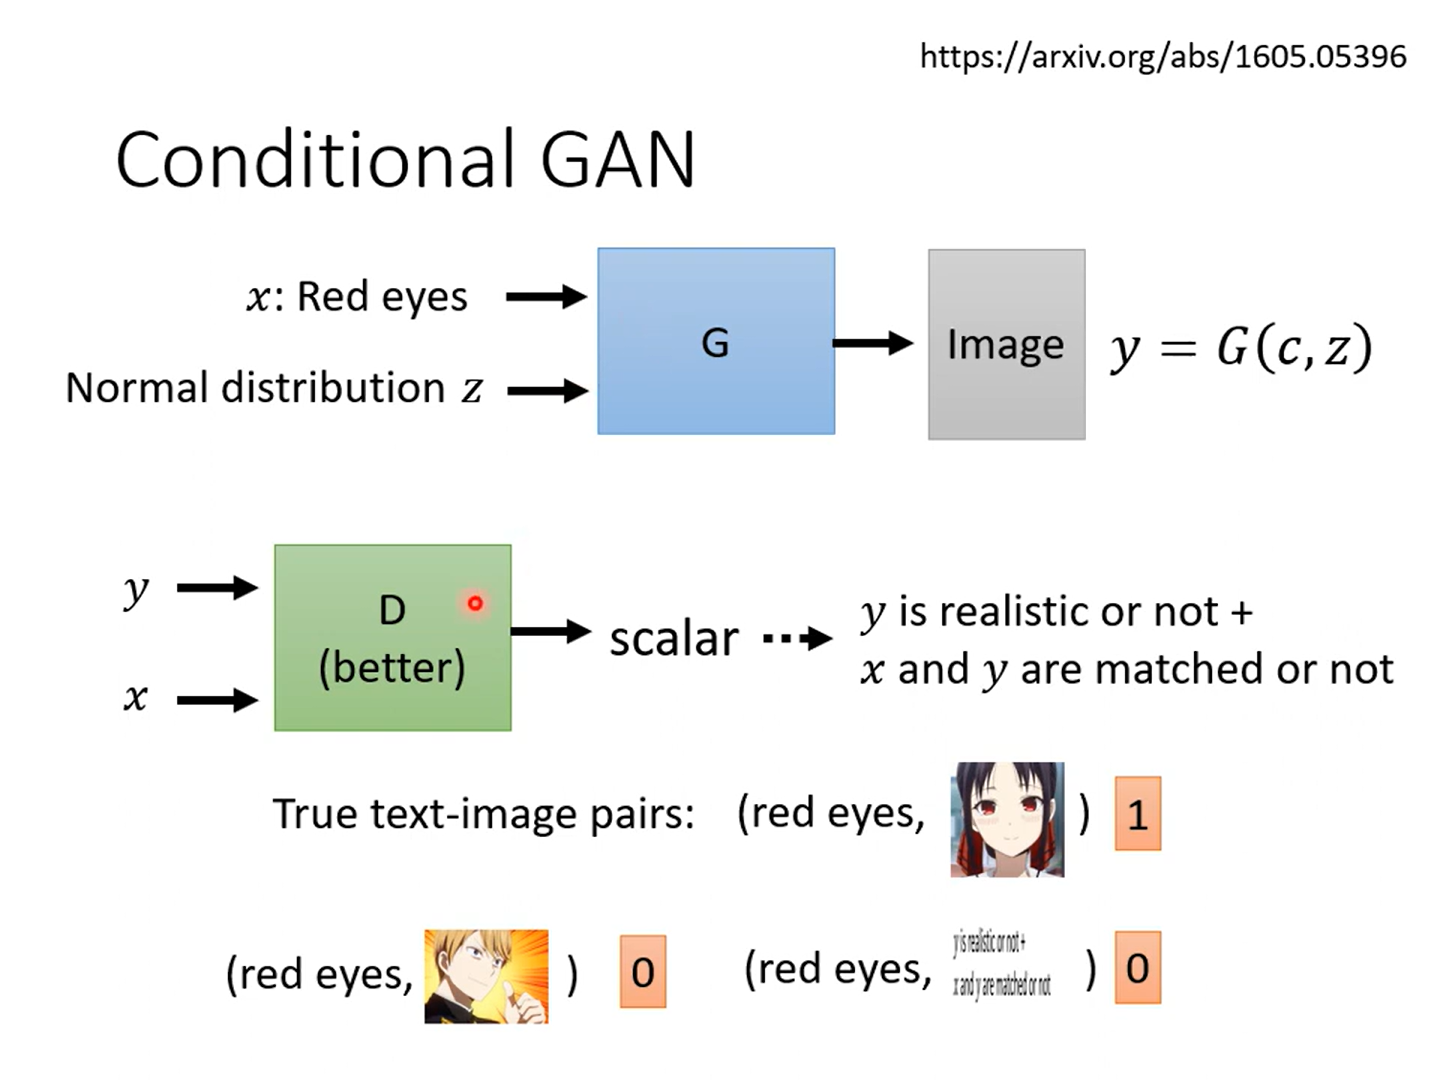 https://arxiv.org/abs/1605.05396
Conditional GAN
x: Red eyes
Normal distribution z
G
Image
y = G(c, z)
y
x
D
(better)
scalar
y is realistic or not +
x and y are matched or not
True text-image pairs: (red eyes, ) 1
(red eyes, ) 0
(red eyes, y is realistic or not +
x and y are matched or not ) 0